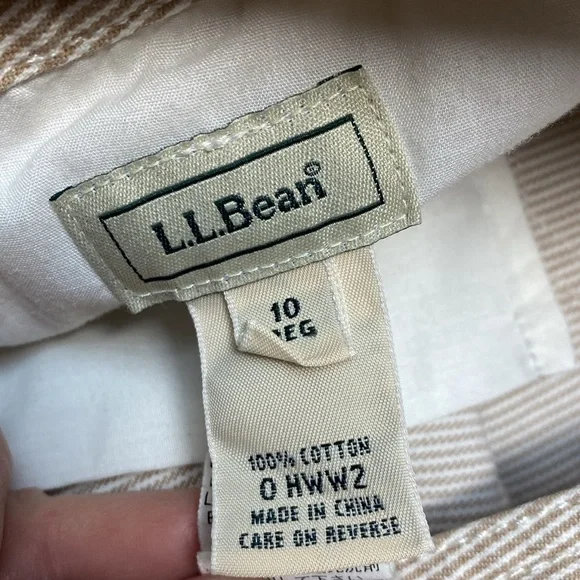 L.L.Bean®
10
REG
100% COTTON
0 HWW2
MADE IN CHINA
CARE ON REVERSE